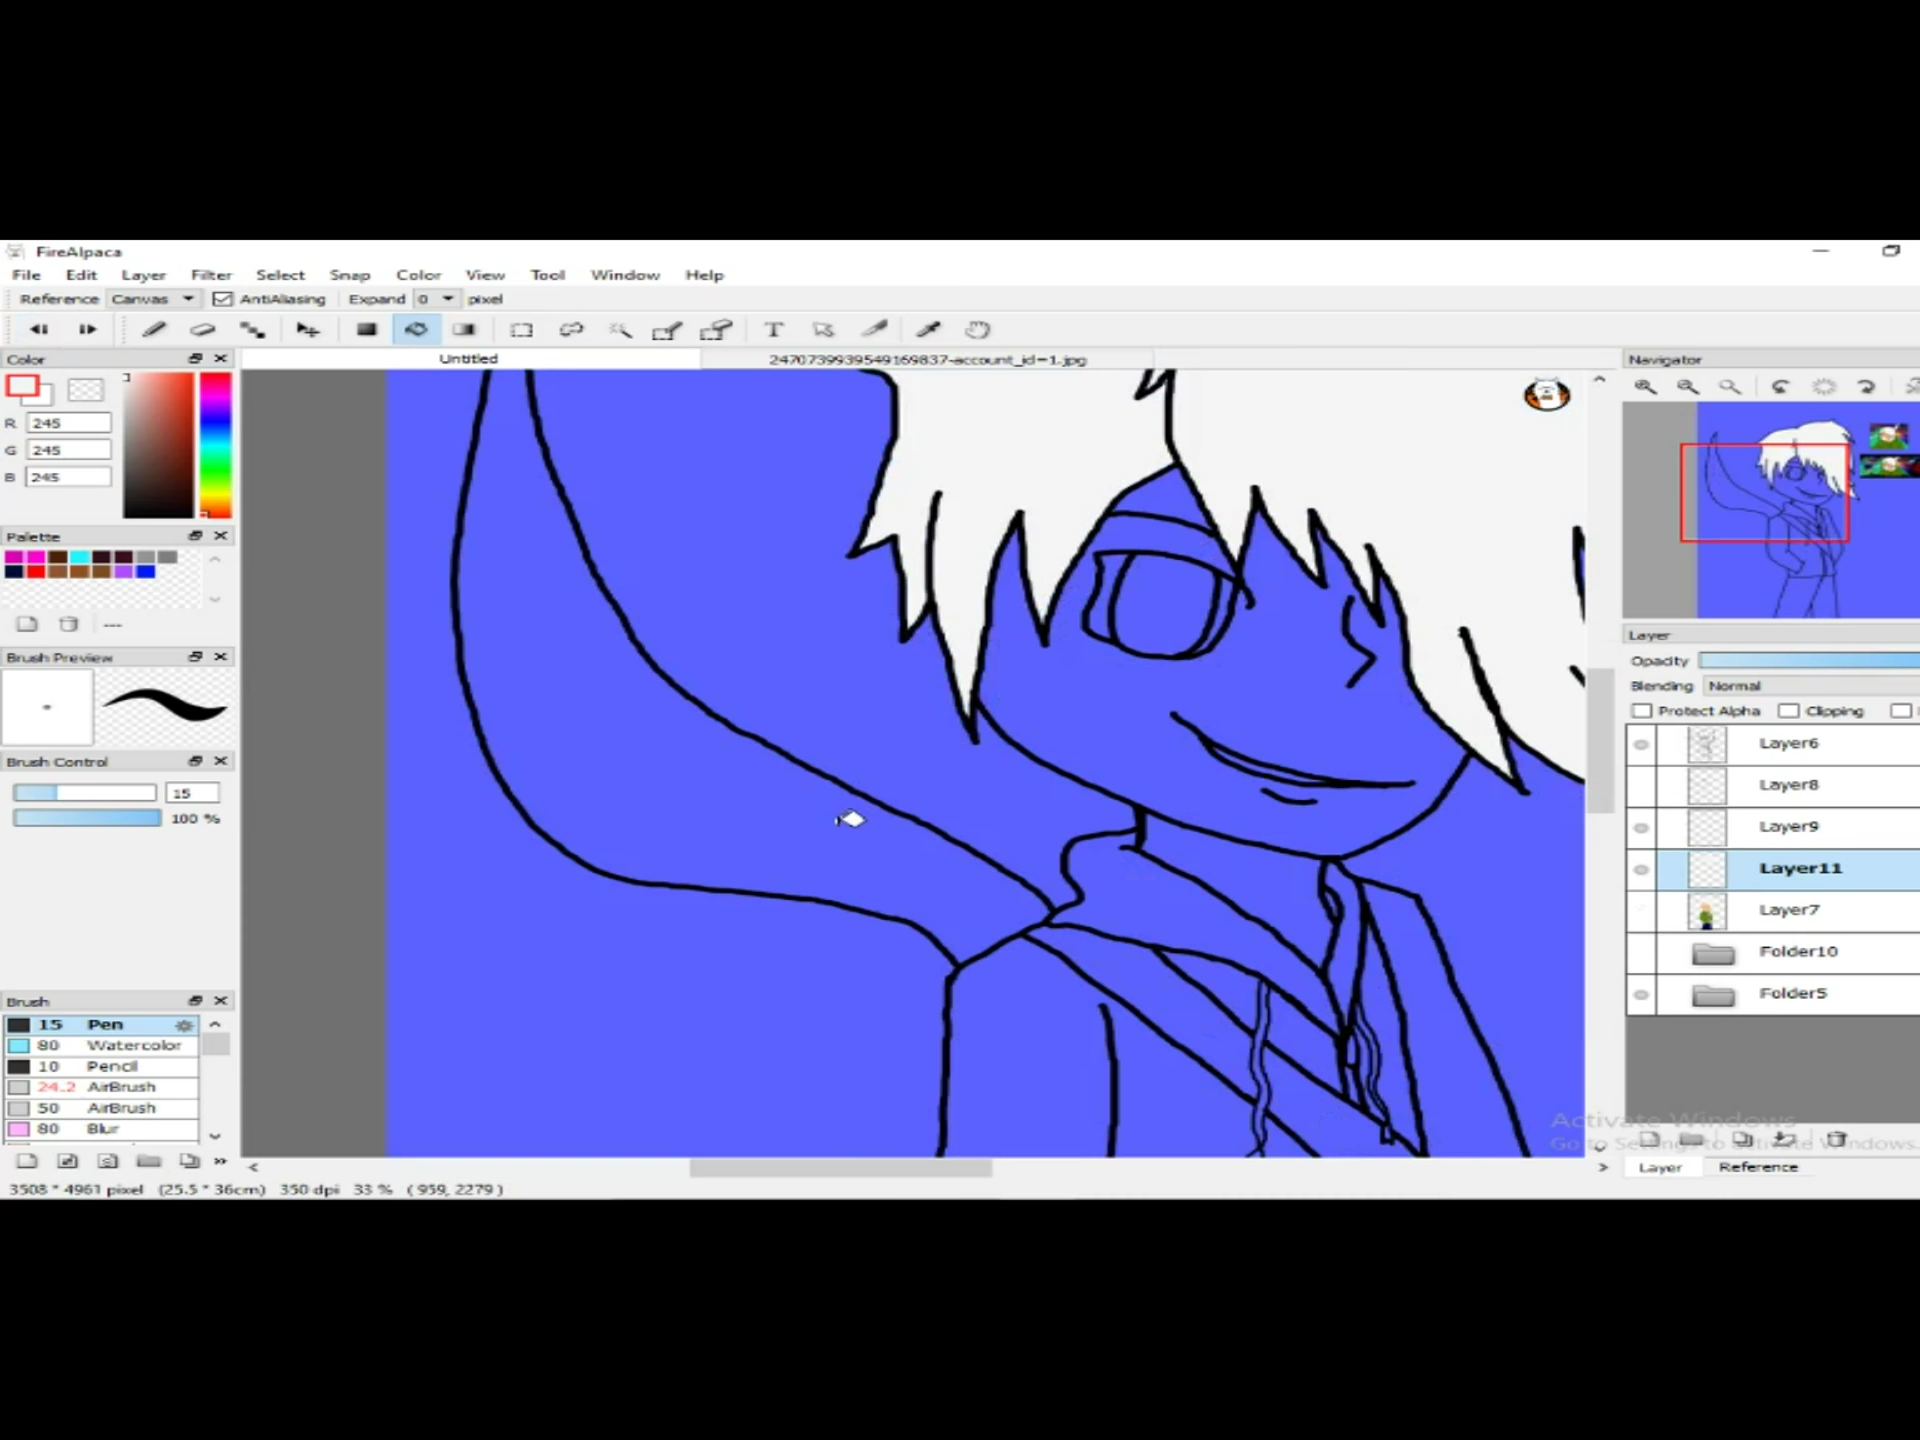 FireAlpaca
File Edit Layer Filter Select Snap Color View Tool Window Help
Reference Canvas AntiAliasing Expand 0 pixel
Color
Untitled
2470739939549169837-account_id=1.jpg
Navigator
R 245
G 245
B 245
Palette
---
Brush Preview
Brush Control
15
100 %
Brush
15 Pen
80 Watercolor
10 Pencil
24.2 AirBrush
50 AirBrush
80 Blur
Layer
Opacity
Blending Normal
Protect Alpha Clipping
Layer6
Layer8
Layer9
Layer11
Layer7
Folder10
Folder5
Activate Windows
Go to Settings to activate Windows.
Layer Reference
3508 * 4961 pixel (25.5 * 36cm) 350 dpi 33 % ( 959, 2279 )